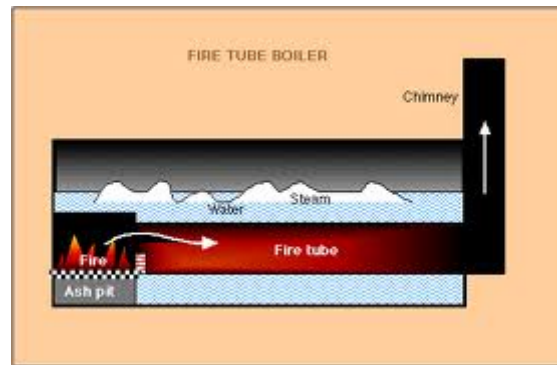 FIRE TUBE BOILER
Chimney
Steam
Water
Fire tube
Fire
Ash pit